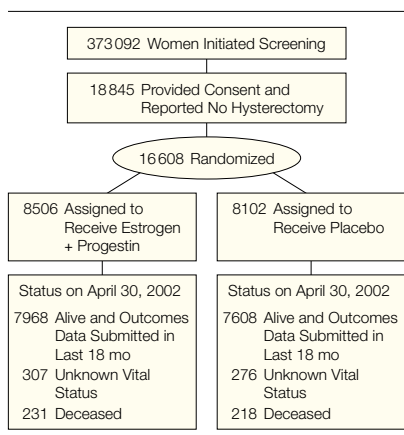 373092 Women Initiated Screening
18845 Provided Consent and
Reported No Hysterectomy
16608 Randomized
8506 Assigned to
Receive Estrogen
+ Progestin
8102 Assigned to
Receive Placebo
Status on April 30, 2002
7968 Alive and Outcomes
Data Submitted in
Last 18 mo
307 Unknown Vital
Status
231 Deceased
Status on April 30, 2002
7608 Alive and Outcomes
Data Submitted in
Last 18 mo
276 Unknown Vital
Status
218 Deceased